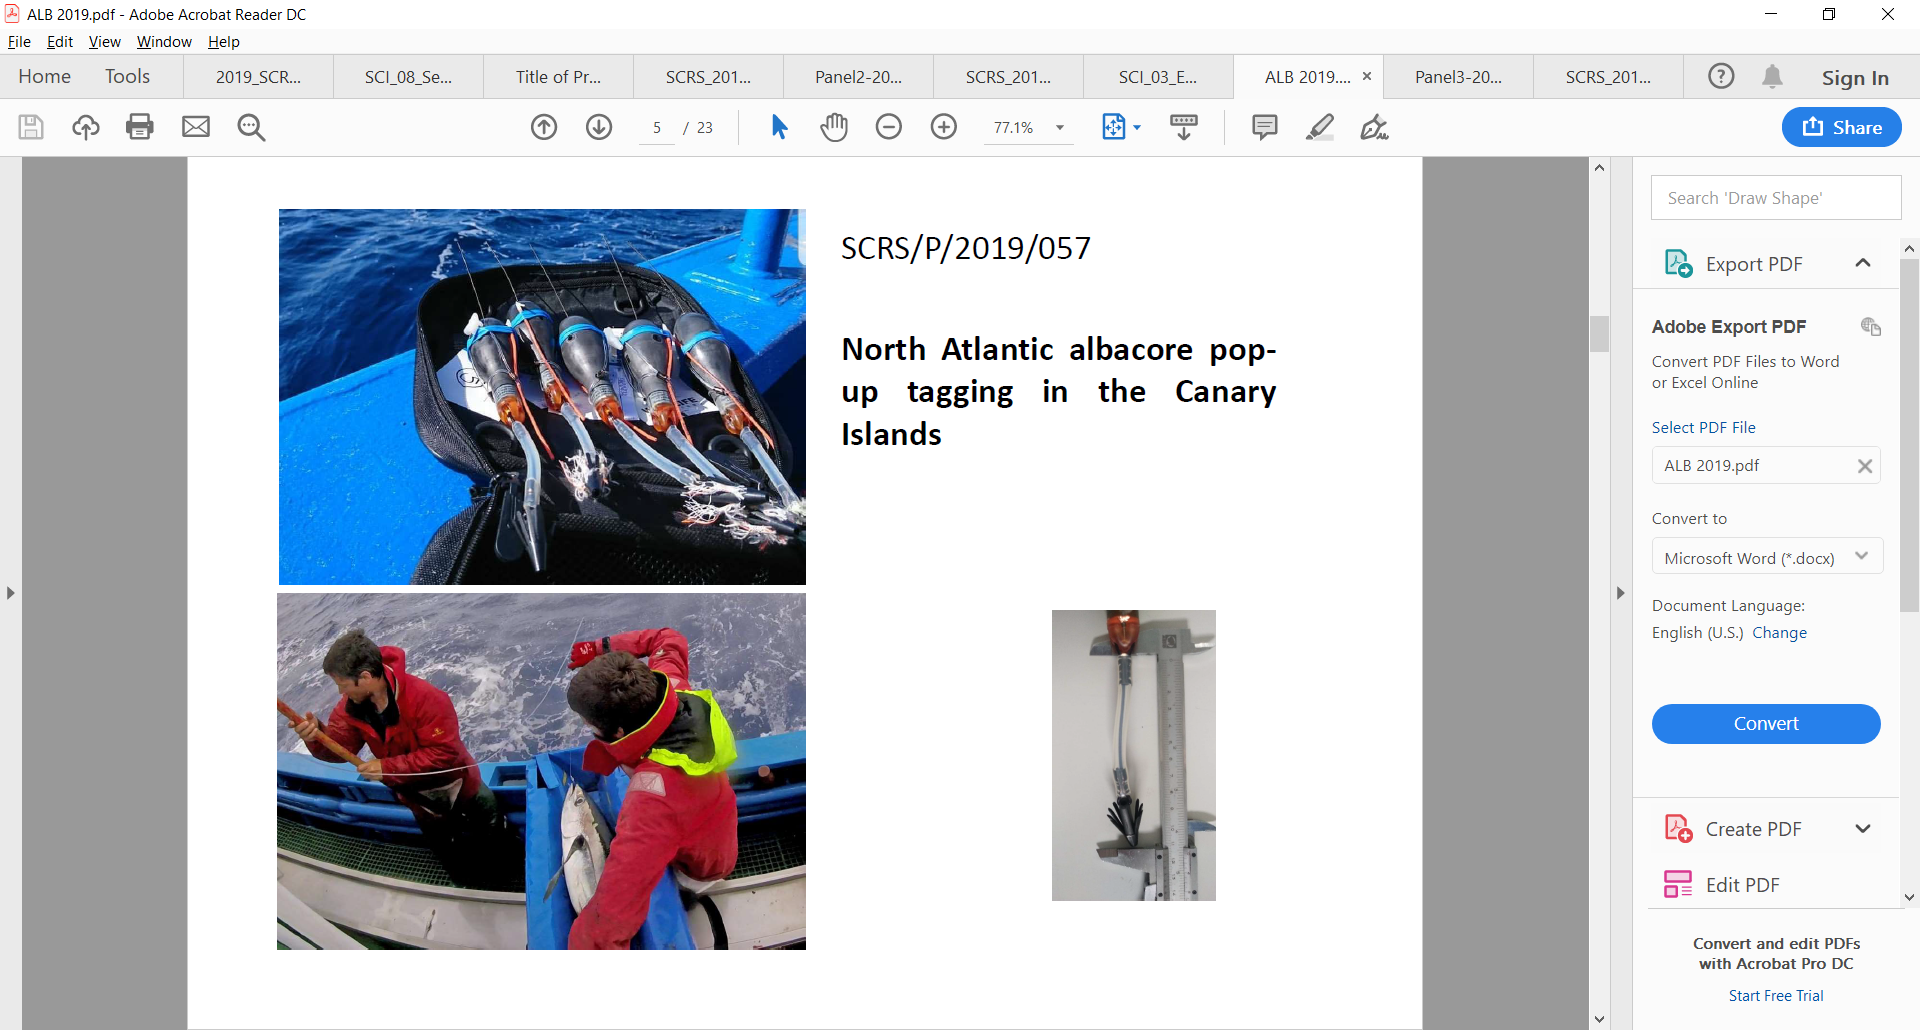 ALB 2019.pdf - Adobe Acrobat Reader DC
File Edit View Window Help
Home Tools 2019_SCR... SCI_08_Se... Title of Pr... SCRS_201... Panel2-20... SCRS_201... SCI_03_E... ALB 2019.... Panel3-20... SCRS_201... Sign In
5 / 23 77.1% Share
SCRS/P/2019/057
North Atlantic albacore pop-
up tagging in the Canary
Islands
Search 'Draw Shape'
Export PDF
Adobe Export PDF
Convert PDF Files to Word
or Excel Online
Select PDF File
ALB 2019.pdf
Convert to
Microsoft Word (*.docx)
Document Language:
English (U.S.) Change
Convert
Create PDF
Edit PDF
Convert and edit PDFs
with Acrobat Pro DC
Start Free Trial